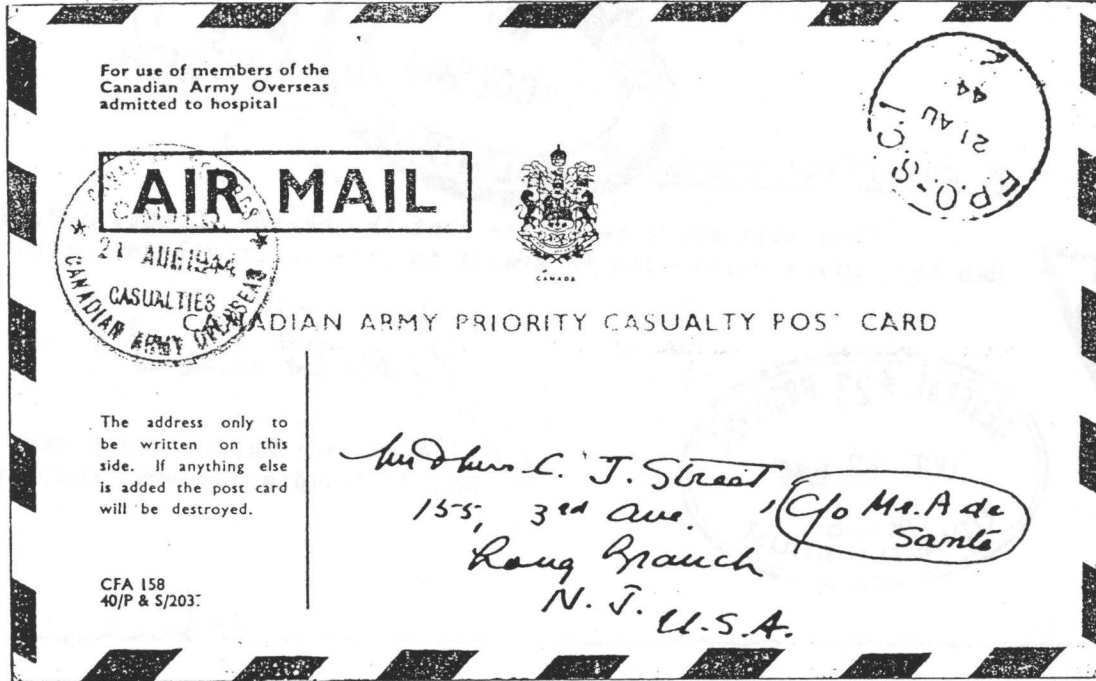 For use of members of the
Canadian Army Overseas
admitted to hospital
AIR MAIL
21 AU
44
CANADA
21 AUG 1944
CASUALTIES
CANADIAN ARMY OVERSEAS
CANADIAN ARMY PRIORITY CASUALTY POST CARD
The address only to
be written on this
side. If anything else
is added the post card
will be destroyed.
Mr & Mrs C. J. Street,
155, 3rd Ave.
c/o Mr. A de
Santé
Long Branch
N. J.
U.S.A.
CFA 158
40/P & S/203